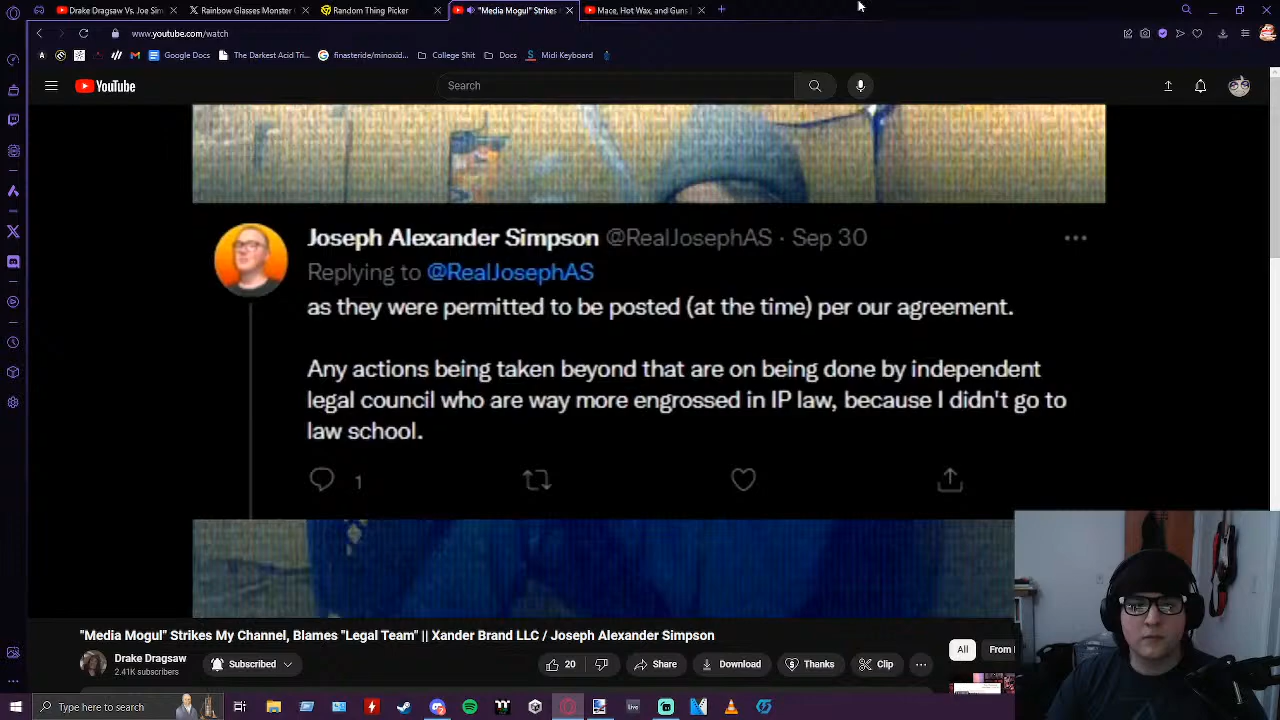 Drake Dragsaw Vs. Joe Sim
Rainbow Glasses Monster
Random Thing Picker
"Media Mogul" Strikes
Mace, Hot Wax, and Guns
www.youtube.com/watch
Google Docs
The Darkest Acid Tri...
finasteride/minoxid...
College Shit
Docs
Midi Keyboard
YouTube
Search
Joseph Alexander Simpson @RealJosephAS · Sep 30
Replying to @RealJosephAS
as they were permitted to be posted (at the time) per our agreement.
Any actions being taken beyond that are on being done by independent
legal council who are way more engrossed in IP law, because I didn't go to
law school.
1
"Media Mogul" Strikes My Channel, Blames "Legal Team" || Xander Brand LLC / Joseph Alexander Simpson
Drake Dragsaw
2.41K subscribers
Subscribed
20
Share
Download
Thanks
Clip
All
From
Type here to search